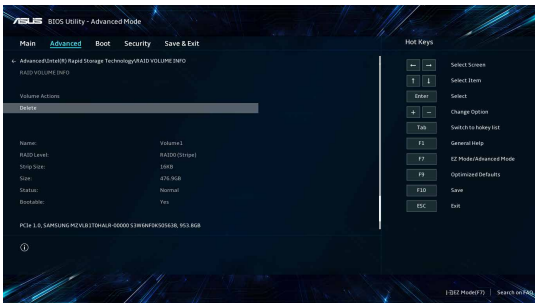 ASUS BIOS Utility - Advanced Mode
Main Advanced Boot Security Save & Exit
Hot Keys
← Advanced\Intel(R) Rapid Storage Technology\RAID VOLUME INFO
RAID VOLUME INFO
Volume Actions
Delete
Name: Volume1
RAID Level: RAID0 (Stripe)
Strip Size: 16KB
Size: 476.9GB
Status: Normal
Bootable: Yes
PCIe 1.0, SAMSUNG MZVLB1T0HALR-00000 S3W6NF0K505638, 953.8GB
← → Select Screen
↑ ↓ Select Item
Enter Select
+ − Change Option
Tab Switch to hokey list
F1 General Help
F7 EZ Mode/Advanced Mode
F9 Optimized Defaults
F10 Save
ESC Exit
EZ Mode(F7) | Search on FAQ